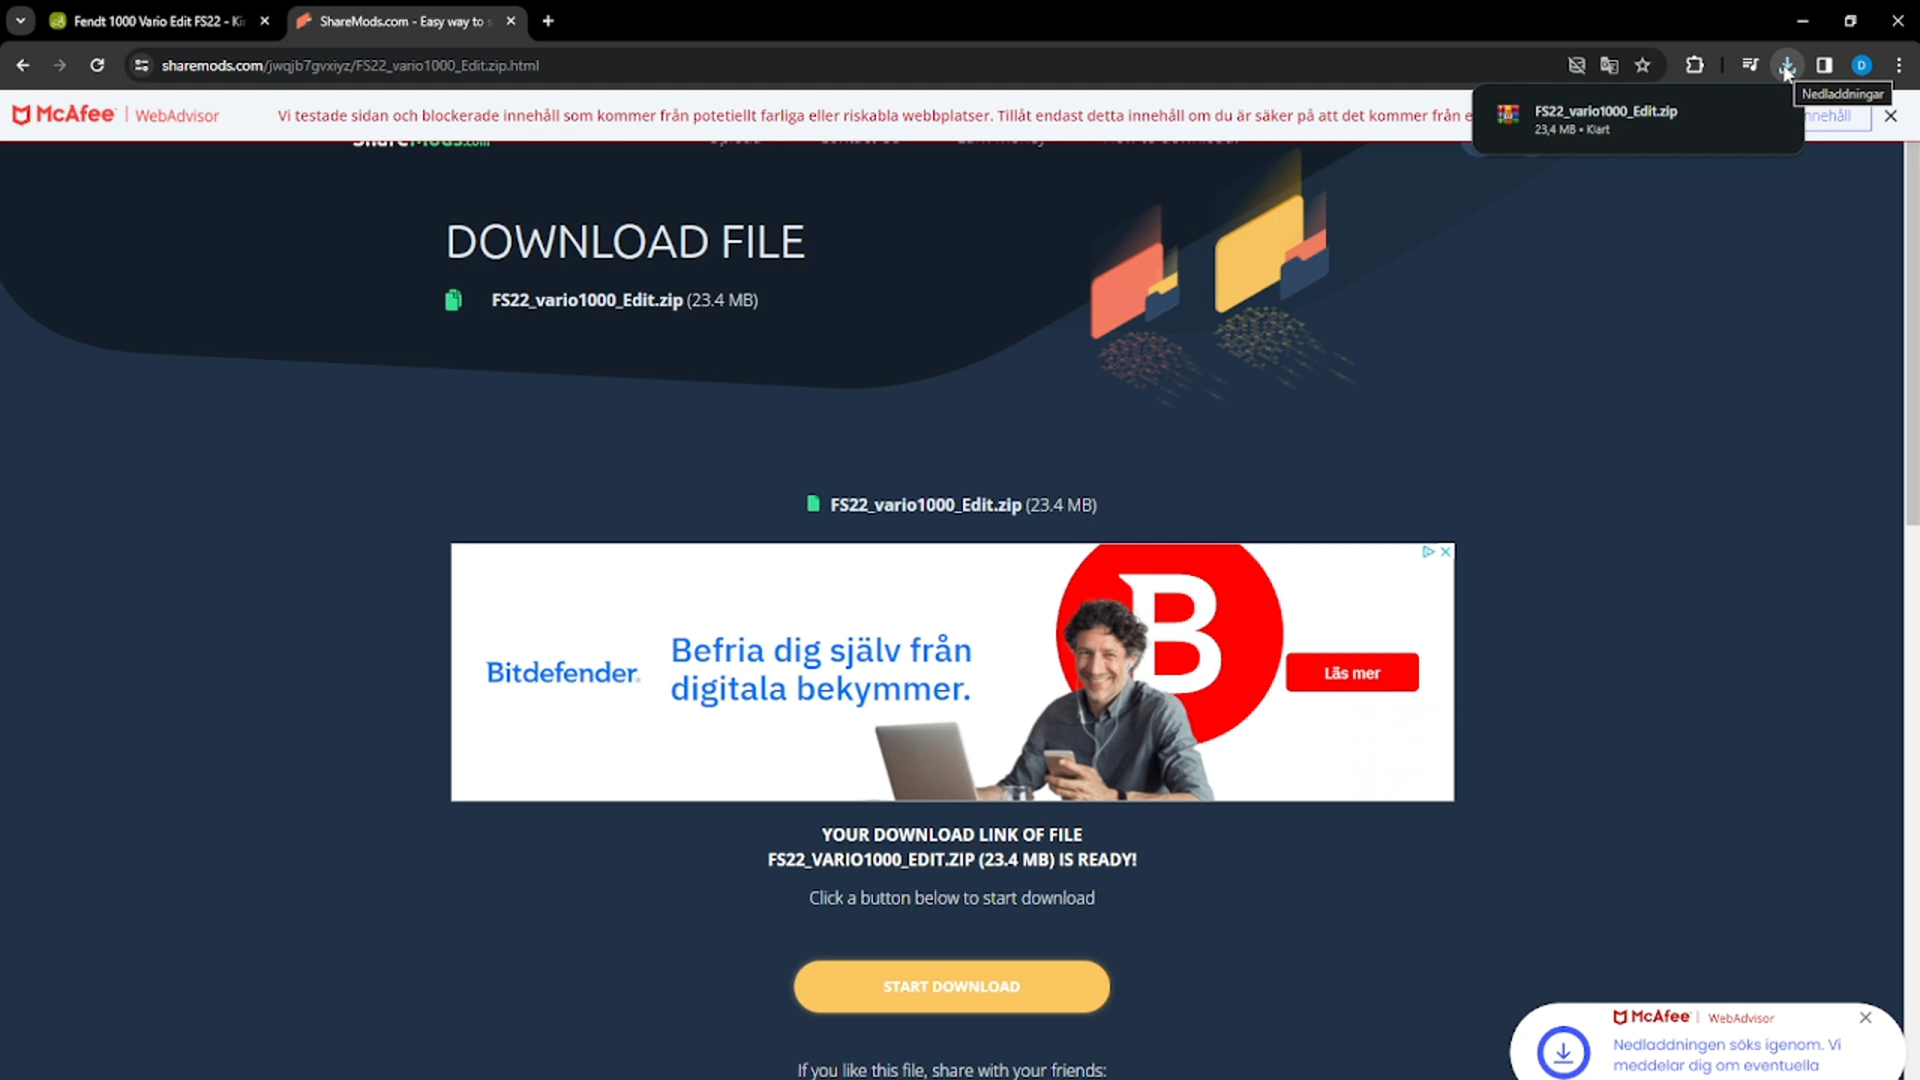 Fendt 1000 Vario Edit FS22 - Ki
ShareMods.com - Easy way to s
sharemods.com/jwqjb7gvxiyz/FS22_vario1000_Edit.zip.html
D
Nedladdningar
McAfee | WebAdvisor
Vi testade sidan och blockerade innehåll som kommer från potetiellt farliga eller riskabla webbplatser. Tillåt endast detta innehåll om du är säker på att det kommer från e
nnehåll
FS22_vario1000_Edit.zip
23,4 MB • Klart
ShareMods.com
DOWNLOAD FILE
FS22_vario1000_Edit.zip (23.4 MB)
FS22_vario1000_Edit.zip (23.4 MB)
Bitdefender.
Befria dig själv från
digitala bekymmer.
B
Läs mer
YOUR DOWNLOAD LINK OF FILE
FS22_VARIO1000_EDIT.ZIP (23.4 MB) IS READY!
Click a button below to start download
START DOWNLOAD
If you like this file, share with your friends:
McAfee | WebAdvisor
Nedladdningen söks igenom. Vi
meddelar dig om eventuella